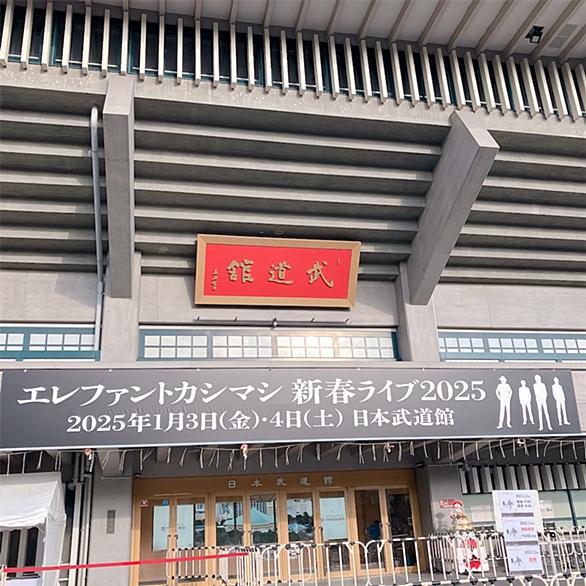 武道館
エレファントカシマシ 新春ライブ2025
2025年1月3日(金)・4日(土) 日本武道館
日本武道館